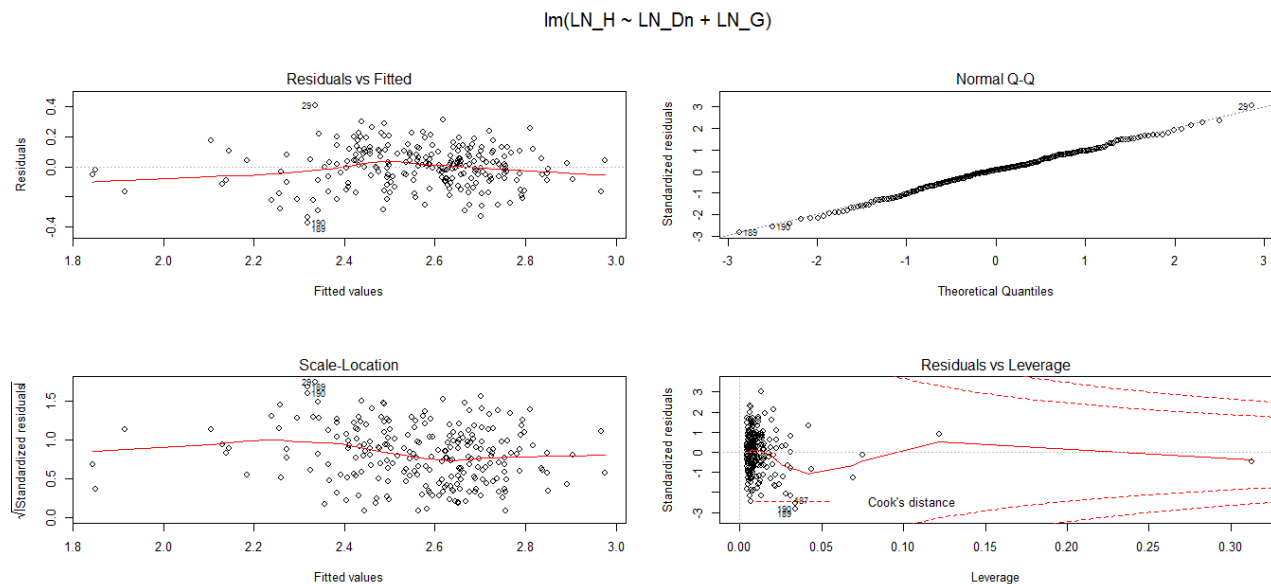 lm(LN_H ~ LN_Dn + LN_G)
Residuals vs Fitted
Residuals
0.4
0.2
0.0
-0.4
29
190
189
1.8 2.0 2.2 2.4 2.6 2.8 3.0
Fitted values
Normal Q-Q
Standardized residuals
3
2
1
0
-1
-2
-3
29
190
189
-3 -2 -1 0 1 2 3
Theoretical Quantiles
Scale-Location
√|Standardized residuals
1.5
1.0
0.5
0.0
29
189
190
1.8 2.0 2.2 2.4 2.6 2.8 3.0
Fitted values
Residuals vs Leverage
Standardized residuals
3
2
1
0
-1
-3
187
190
189
Cook's distance
0.00 0.05 0.10 0.15 0.20 0.25 0.30
Leverage